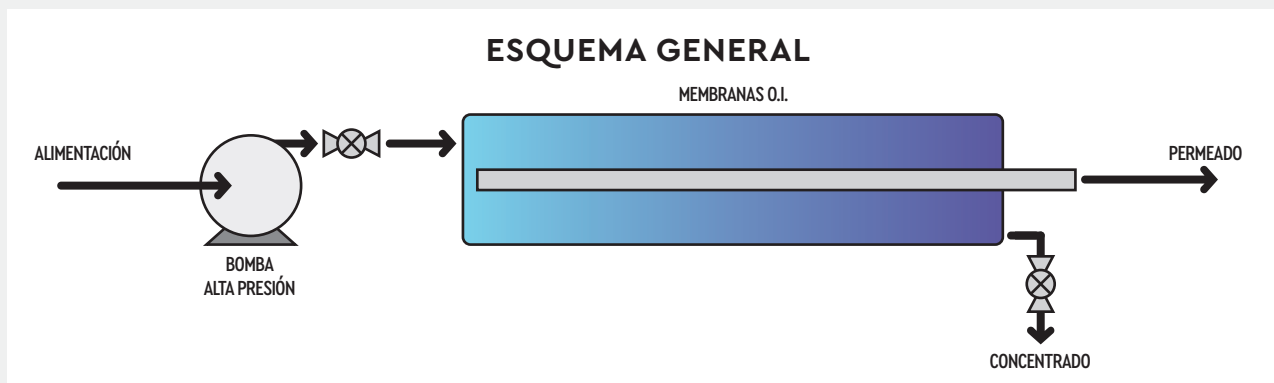 ESQUEMA GENERAL
MEMBRANAS O.I.
ALIMENTACIÓN
PERMEADO
BOMBA
ALTA PRESIÓN
CONCENTRADO